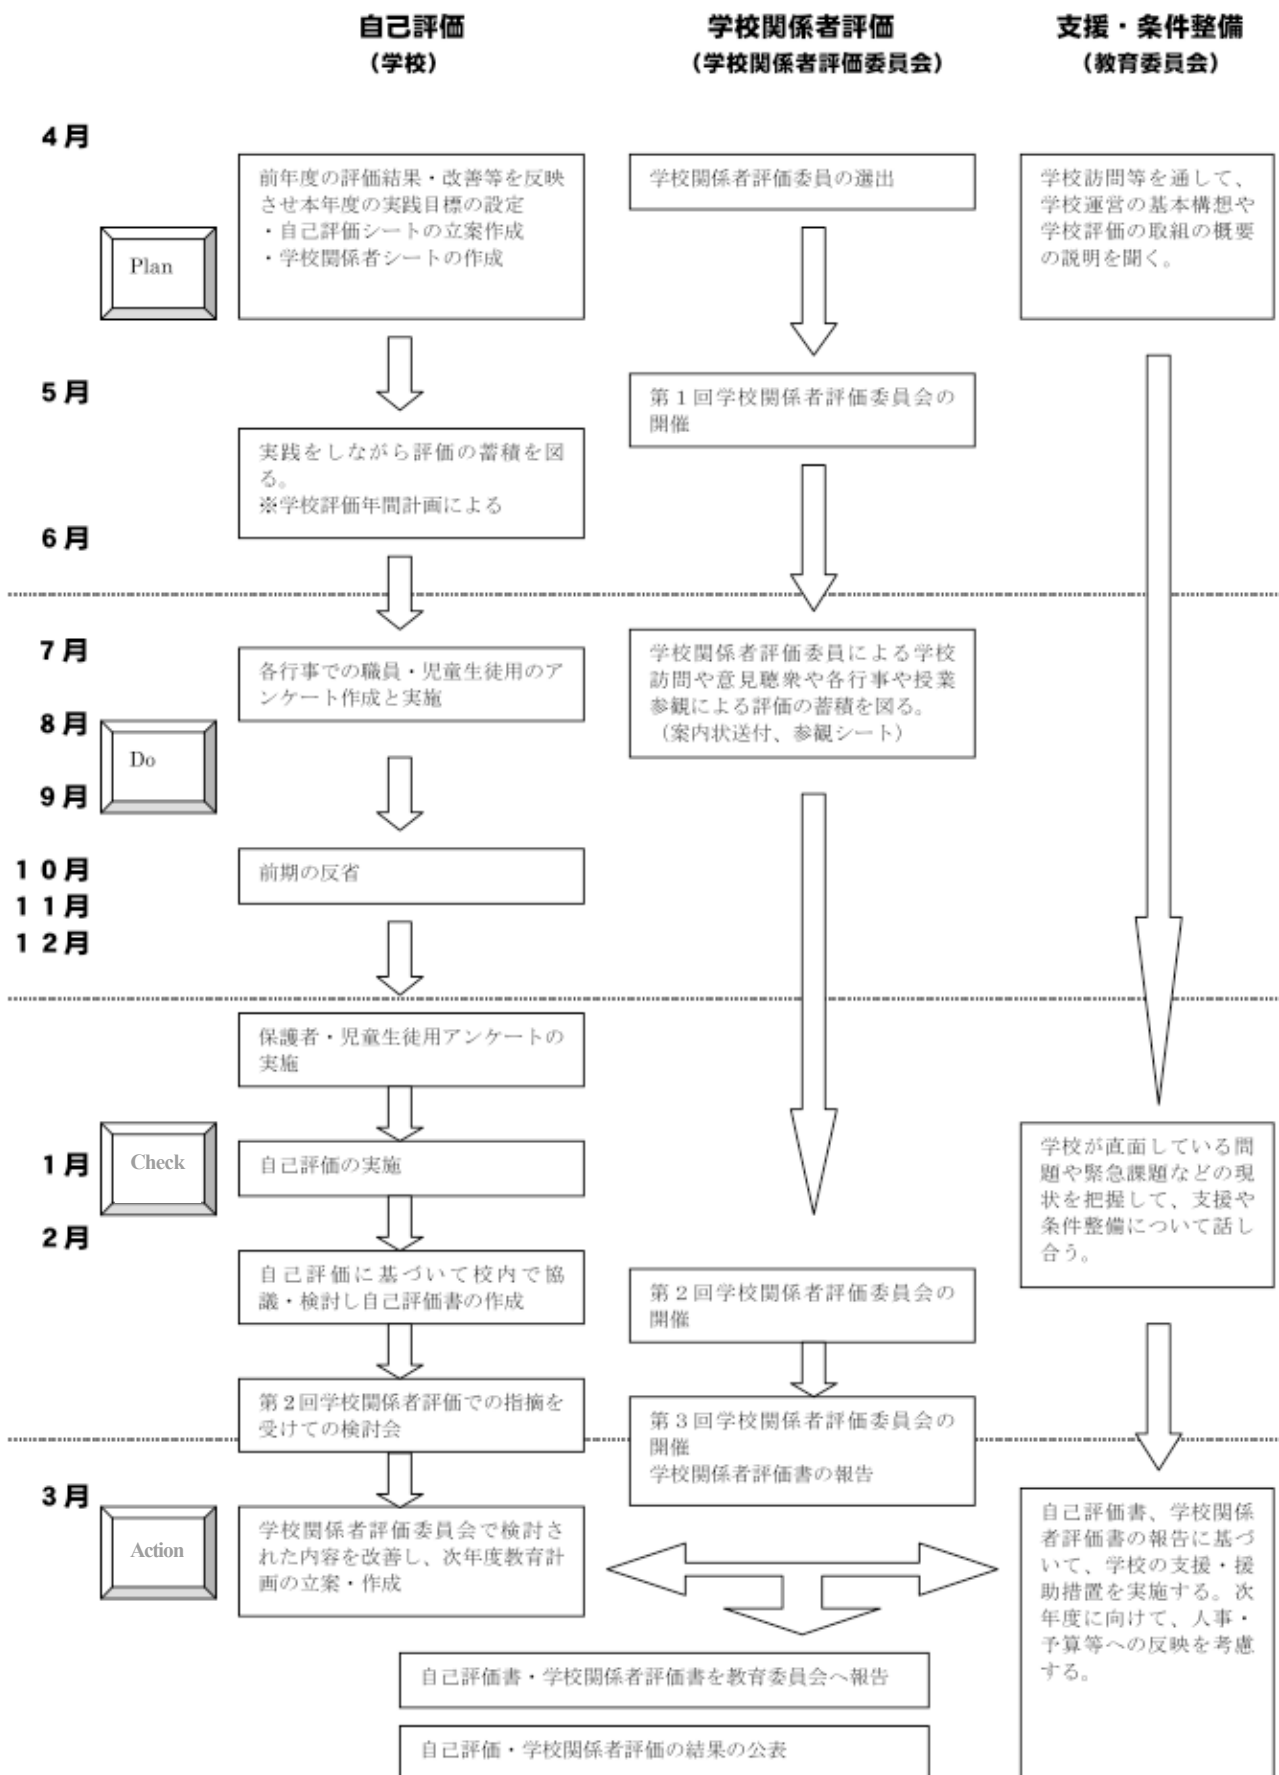 自己評価
(学校)
学校関係者評価
(学校関係者評価委員会)
支援・条件整備
(教育委員会)
4月
前年度の評価結果・改善等を反映
させ本年度の実践目標の設定
・自己評価シートの立案作成
・学校関係者シートの作成
学校関係者評価委員の選出
学校訪問等を通して、
学校運営の基本構想や
学校評価の取組の概要
の説明を聞く。
Plan
5月
第1回学校関係者評価委員会の
開催
実践をしながら評価の蓄積を図
る。
※学校評価年間計画による
6月
7月
各行事での職員・児童生徒用のア
ンケート作成と実施
学校関係者評価委員による学校
訪問や意見聴衆や各行事や授業
参観による評価の蓄積を図る。
(案内状送付、参観シート)
8月
Do
9月
10月
前期の反省
11月
12月
保護者・児童生徒用アンケートの
実施
1月
Check
自己評価の実施
学校が直面している問
題や緊急課題などの現
状を把握して、支援や
条件整備について話し
合う。
2月
自己評価に基づいて校内で協
議・検討し自己評価書の作成
第2回学校関係者評価委員会の
開催
第2回学校関係者評価での指摘を
受けての検討会
第3回学校関係者評価委員会の
開催
学校関係者評価書の報告
3月
Action
学校関係者評価委員会で検討さ
れた内容を改善し、次年度教育計
画の立案・作成
自己評価書、学校関係
者評価書の報告に基づ
いて、学校の支援・援
助措置を実施する。次
年度に向けて、人事・
予算等への反映を考慮
する。
自己評価書・学校関係者評価書を教育委員会へ報告
自己評価・学校関係者評価の結果の公表